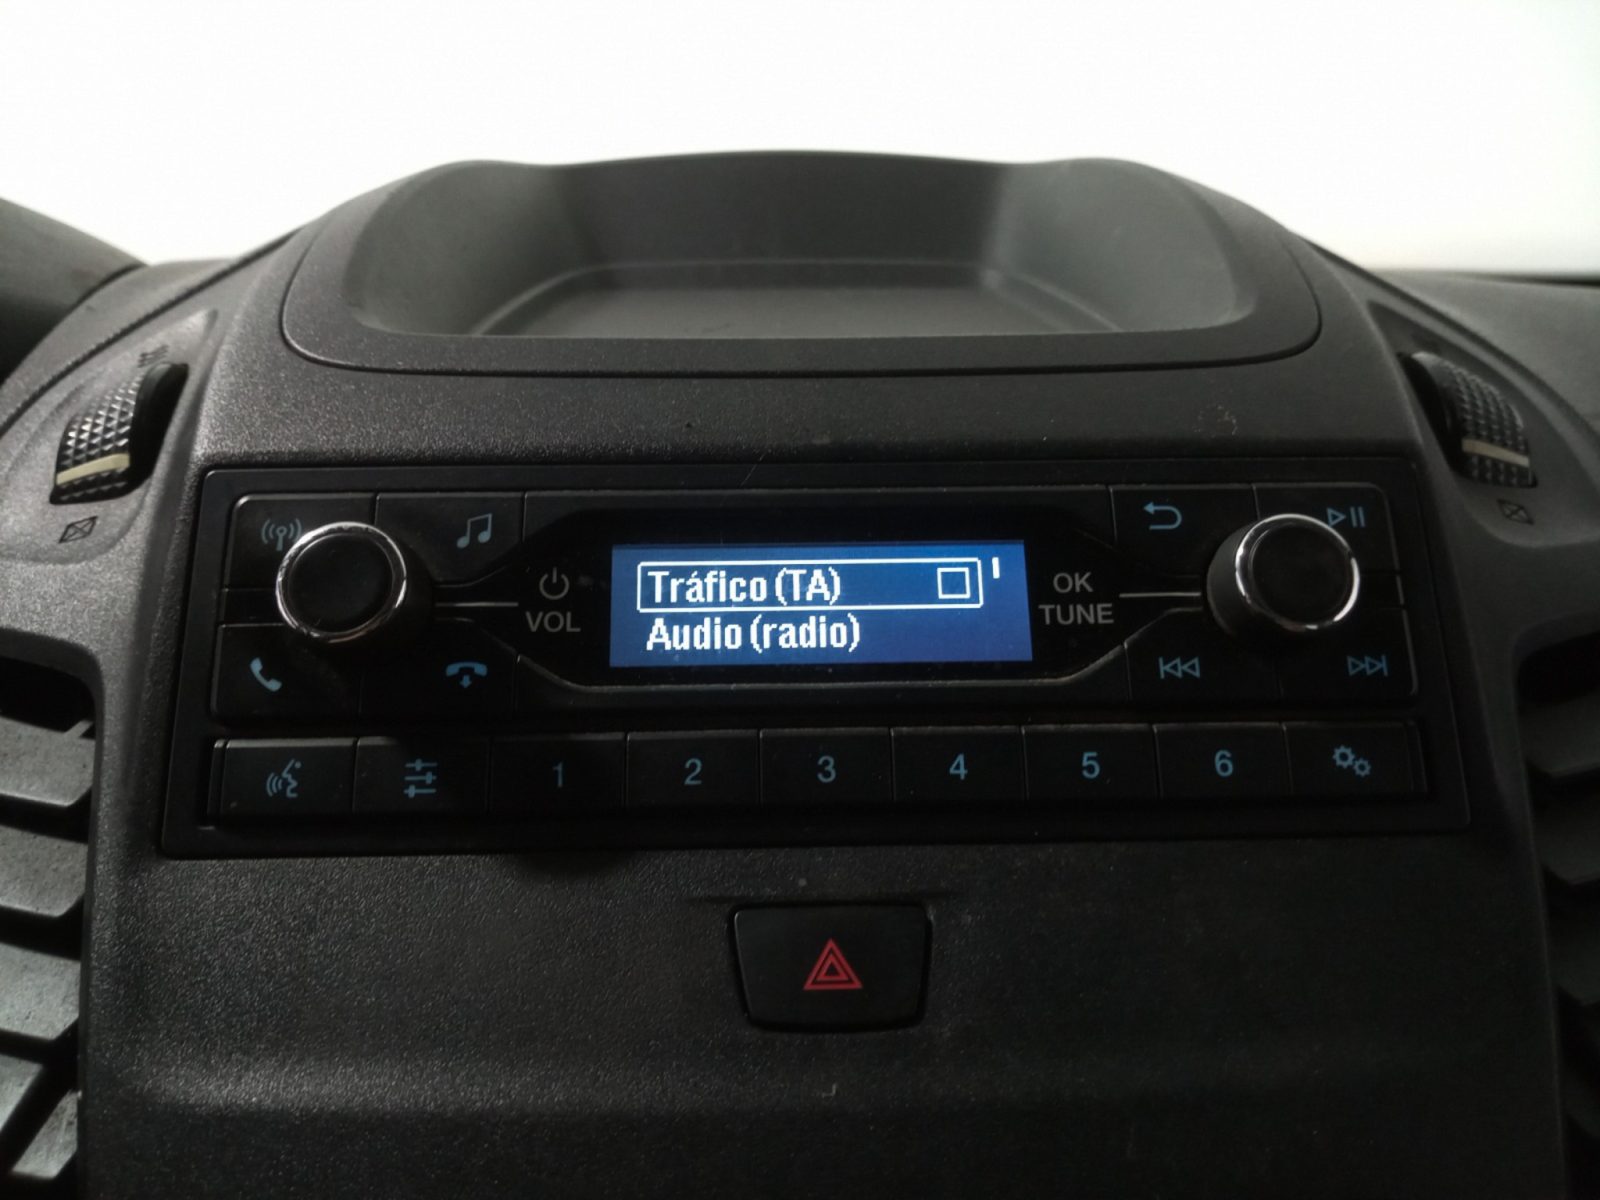 Tráfico (TA)
Audio (radio)
VOL
OK
TUNE
1 2 3 4 5 6